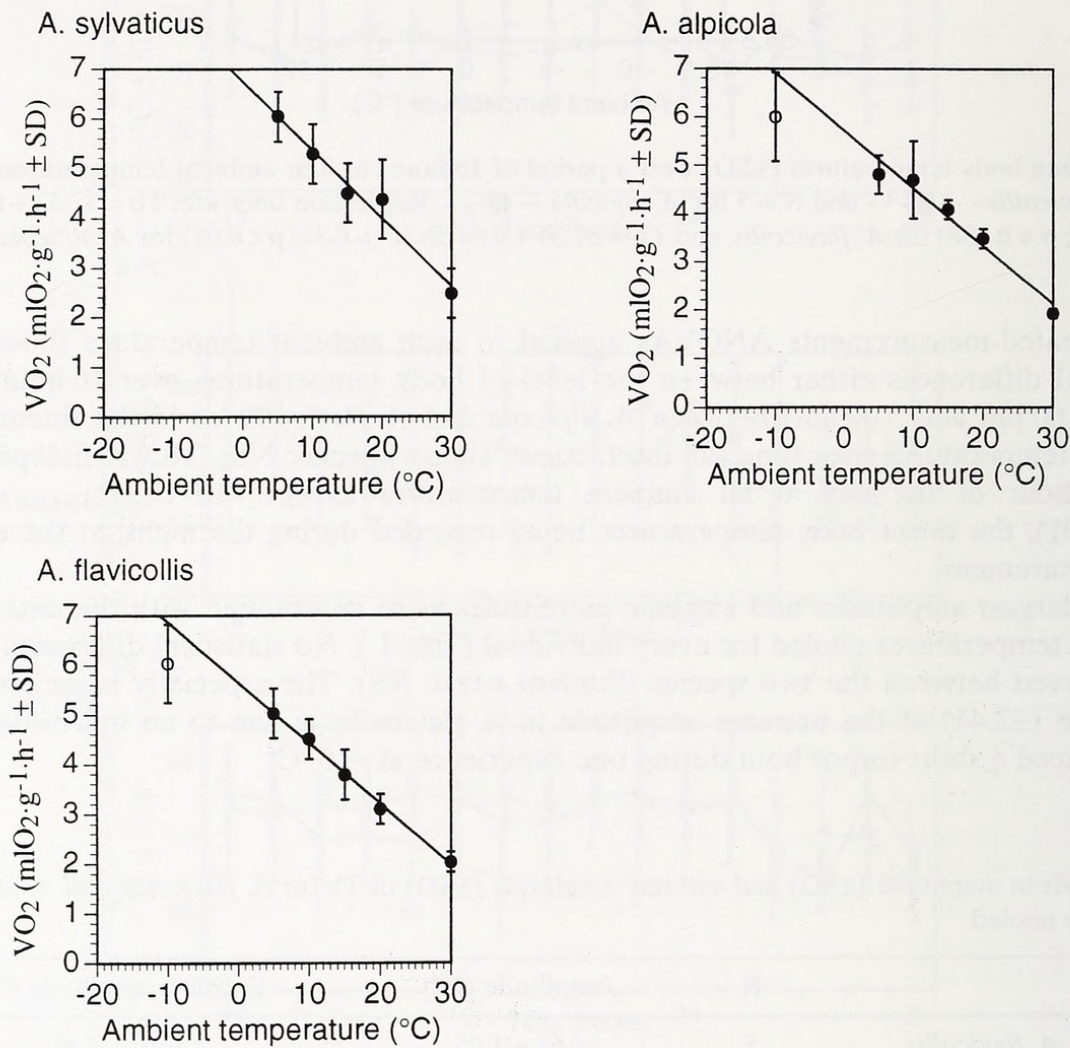 A. sylvaticus
7
6
5
4
3
2
1
0
VO2 (mlO2·g-1·h-1 ± SD)
-20 -10 0 10 20 30
Ambient temperature (°C)
A. alpicola
7
6
5
4
3
2
1
0
VO2 (mlO2·g-1·h-1 ± SD)
-20 -10 0 10 20 30
Ambient temperature (°C)
A. flavicollis
7
6
5
4
3
2
1
0
VO2 (mlO2·g-1·h-1 ± SD)
-20 -10 0 10 20 30
Ambient temperature (°C)